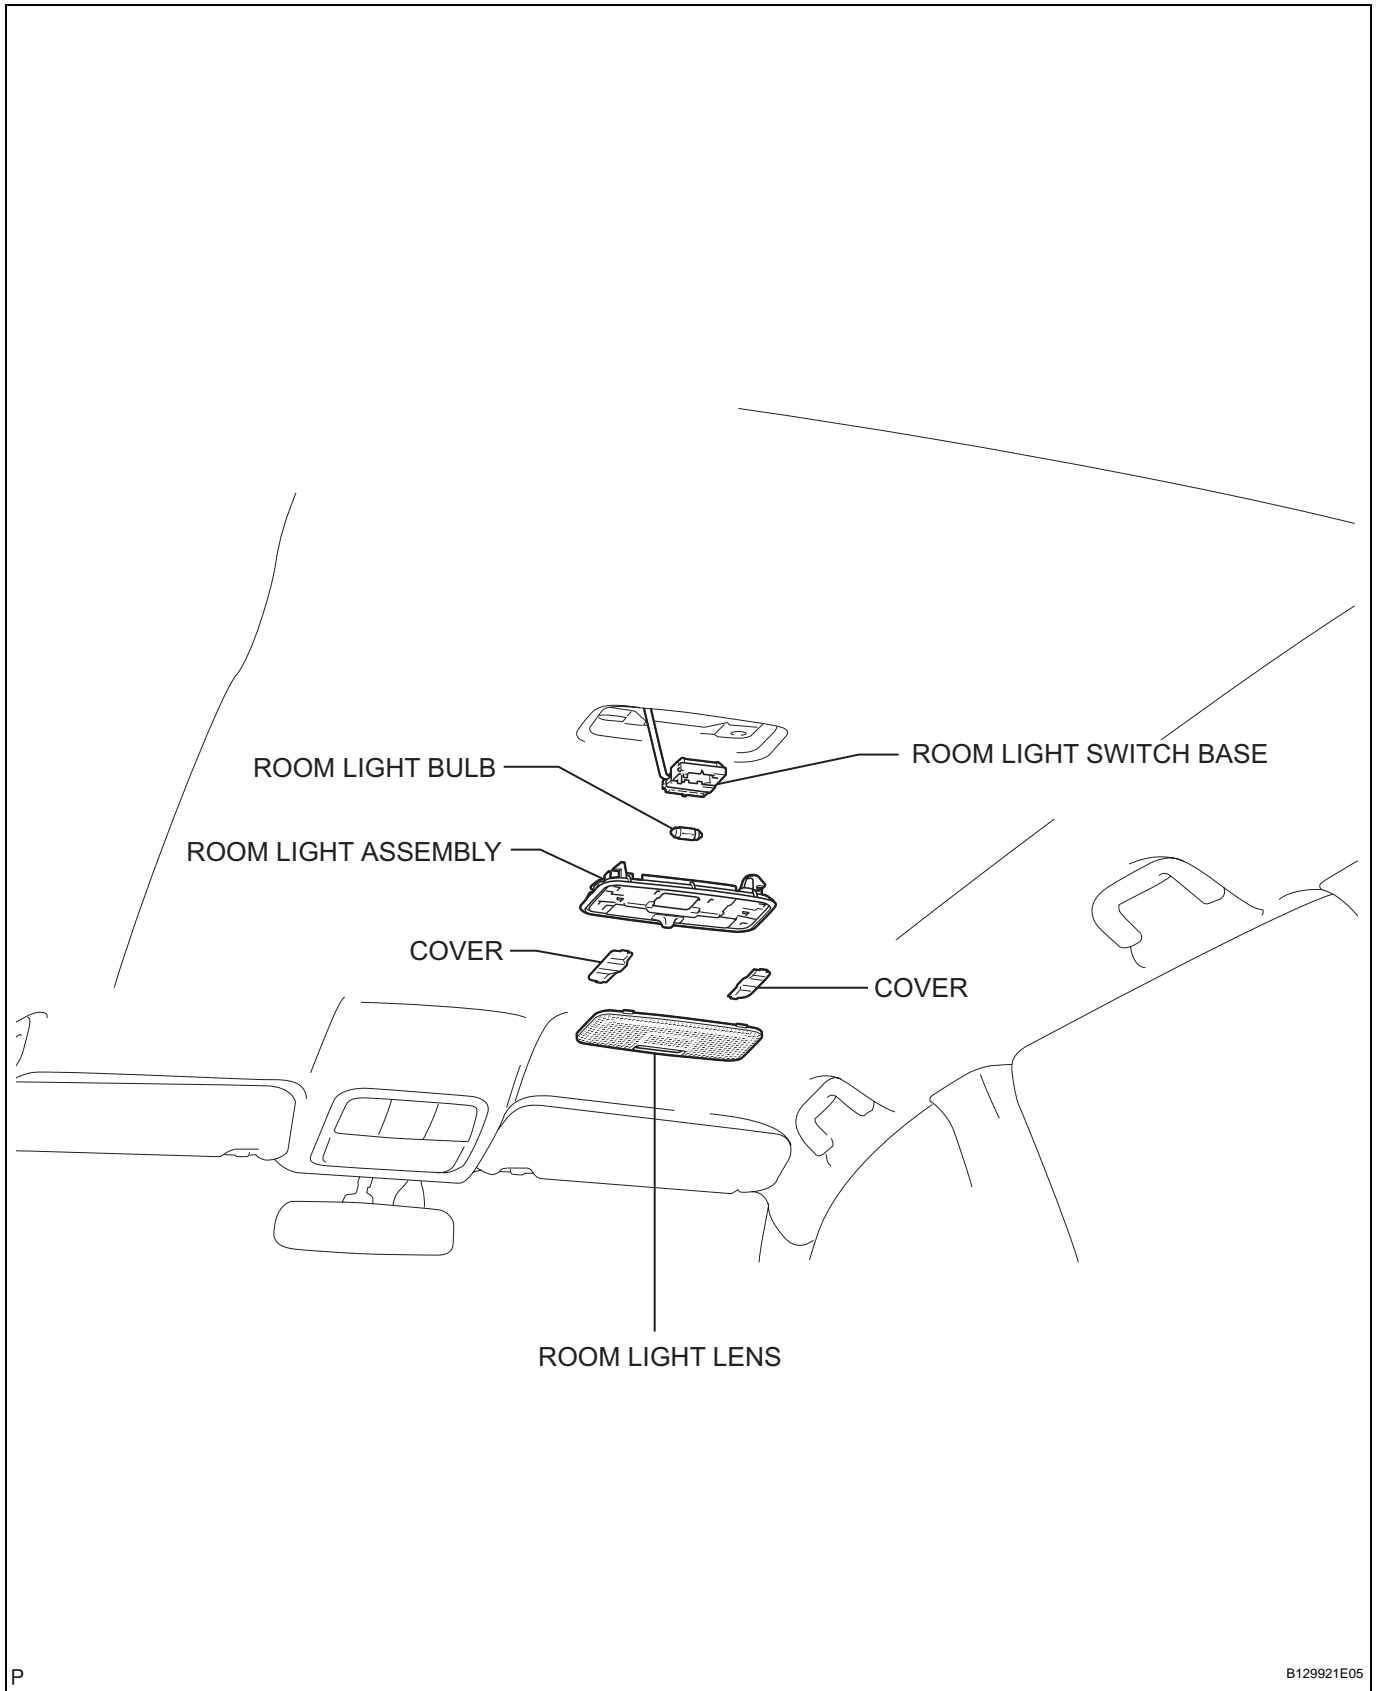 ROOM LIGHT SWITCH BASE
ROOM LIGHT BULB
ROOM LIGHT ASSEMBLY
COVER
COVER
ROOM LIGHT LENS
P
B129921E05